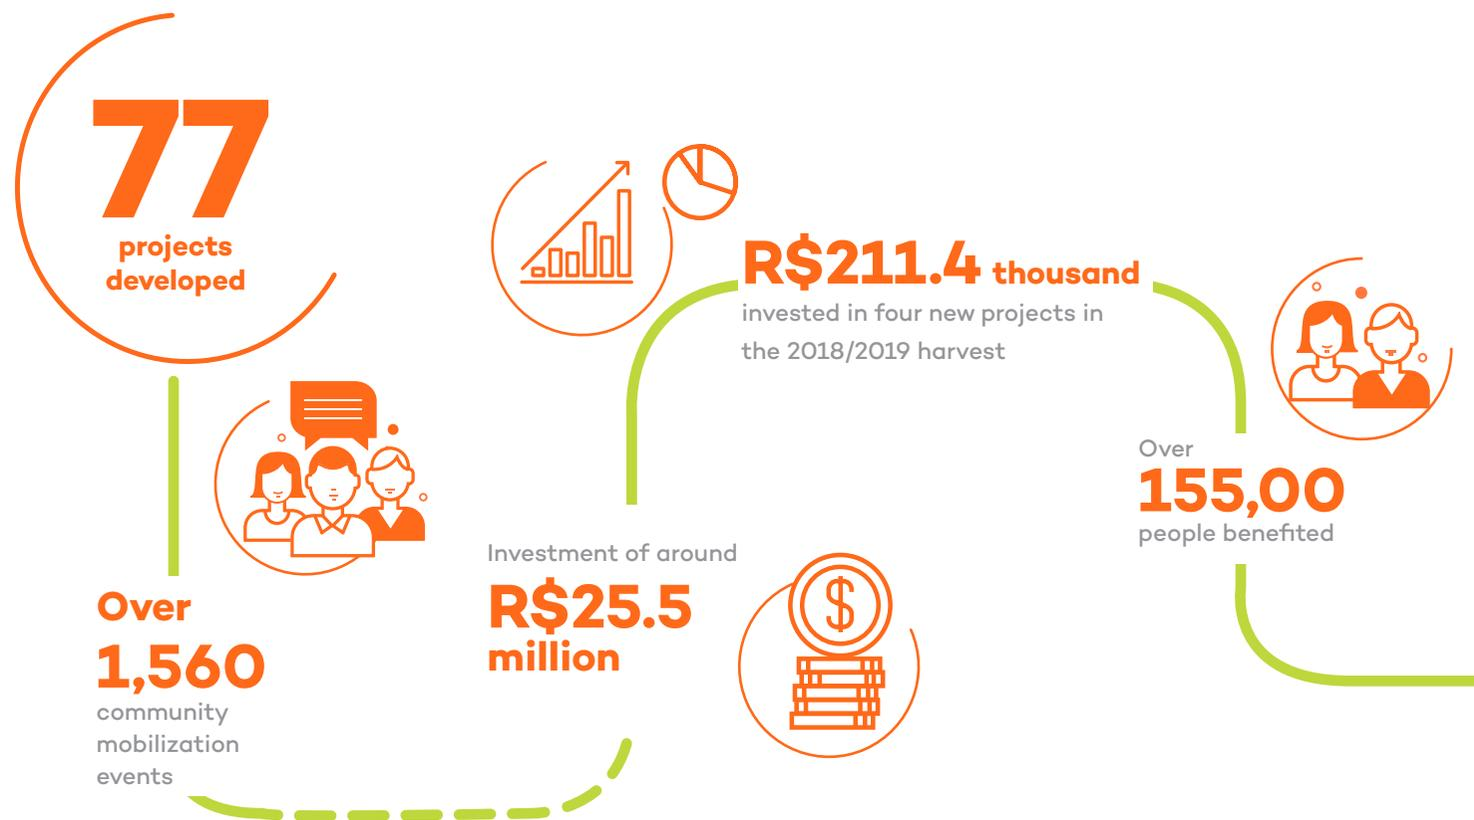 77
projects
developed
Over
1,560
community
mobilization
events
Investment of around
R$25.5
million
R$211.4 thousand
invested in four new projects in
the 2018/2019 harvest
Over
155,00
people benefited
$